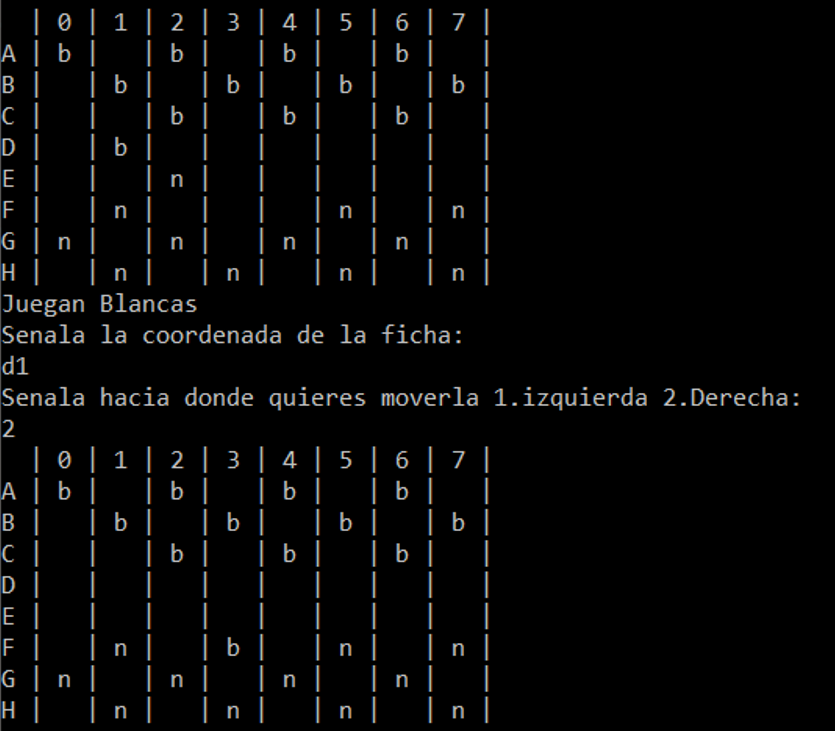 | 0 | 1 | 2 | 3 | 4 | 5 | 6 | 7 |
A | b |   | b |   | b |   | b |   |
B |   | b |   | b |   | b |   | b |
C |   |   | b |   | b |   | b |   |
D |   | b |   |   |   |   |   |   |
E |   |   | n |   |   |   |   |   |
F |   | n |   |   |   | n |   | n |
G | n |   | n |   | n |   | n |   |
H |   | n |   | n |   | n |   | n |
Juegan Blancas
Senala la coordenada de la ficha:
d1
Senala hacia donde quieres moverla 1.izquierda 2.Derecha:
2
  | 0 | 1 | 2 | 3 | 4 | 5 | 6 | 7 |
A | b |   | b |   | b |   | b |   |
B |   | b |   | b |   | b |   | b |
C |   |   | b |   | b |   | b |   |
D |   |   |   |   |   |   |   |   |
E |   |   |   |   |   |   |   |   |
F |   | n |   | b |   | n |   | n |
G | n |   | n |   | n |   | n |   |
H |   | n |   | n |   | n |   | n |